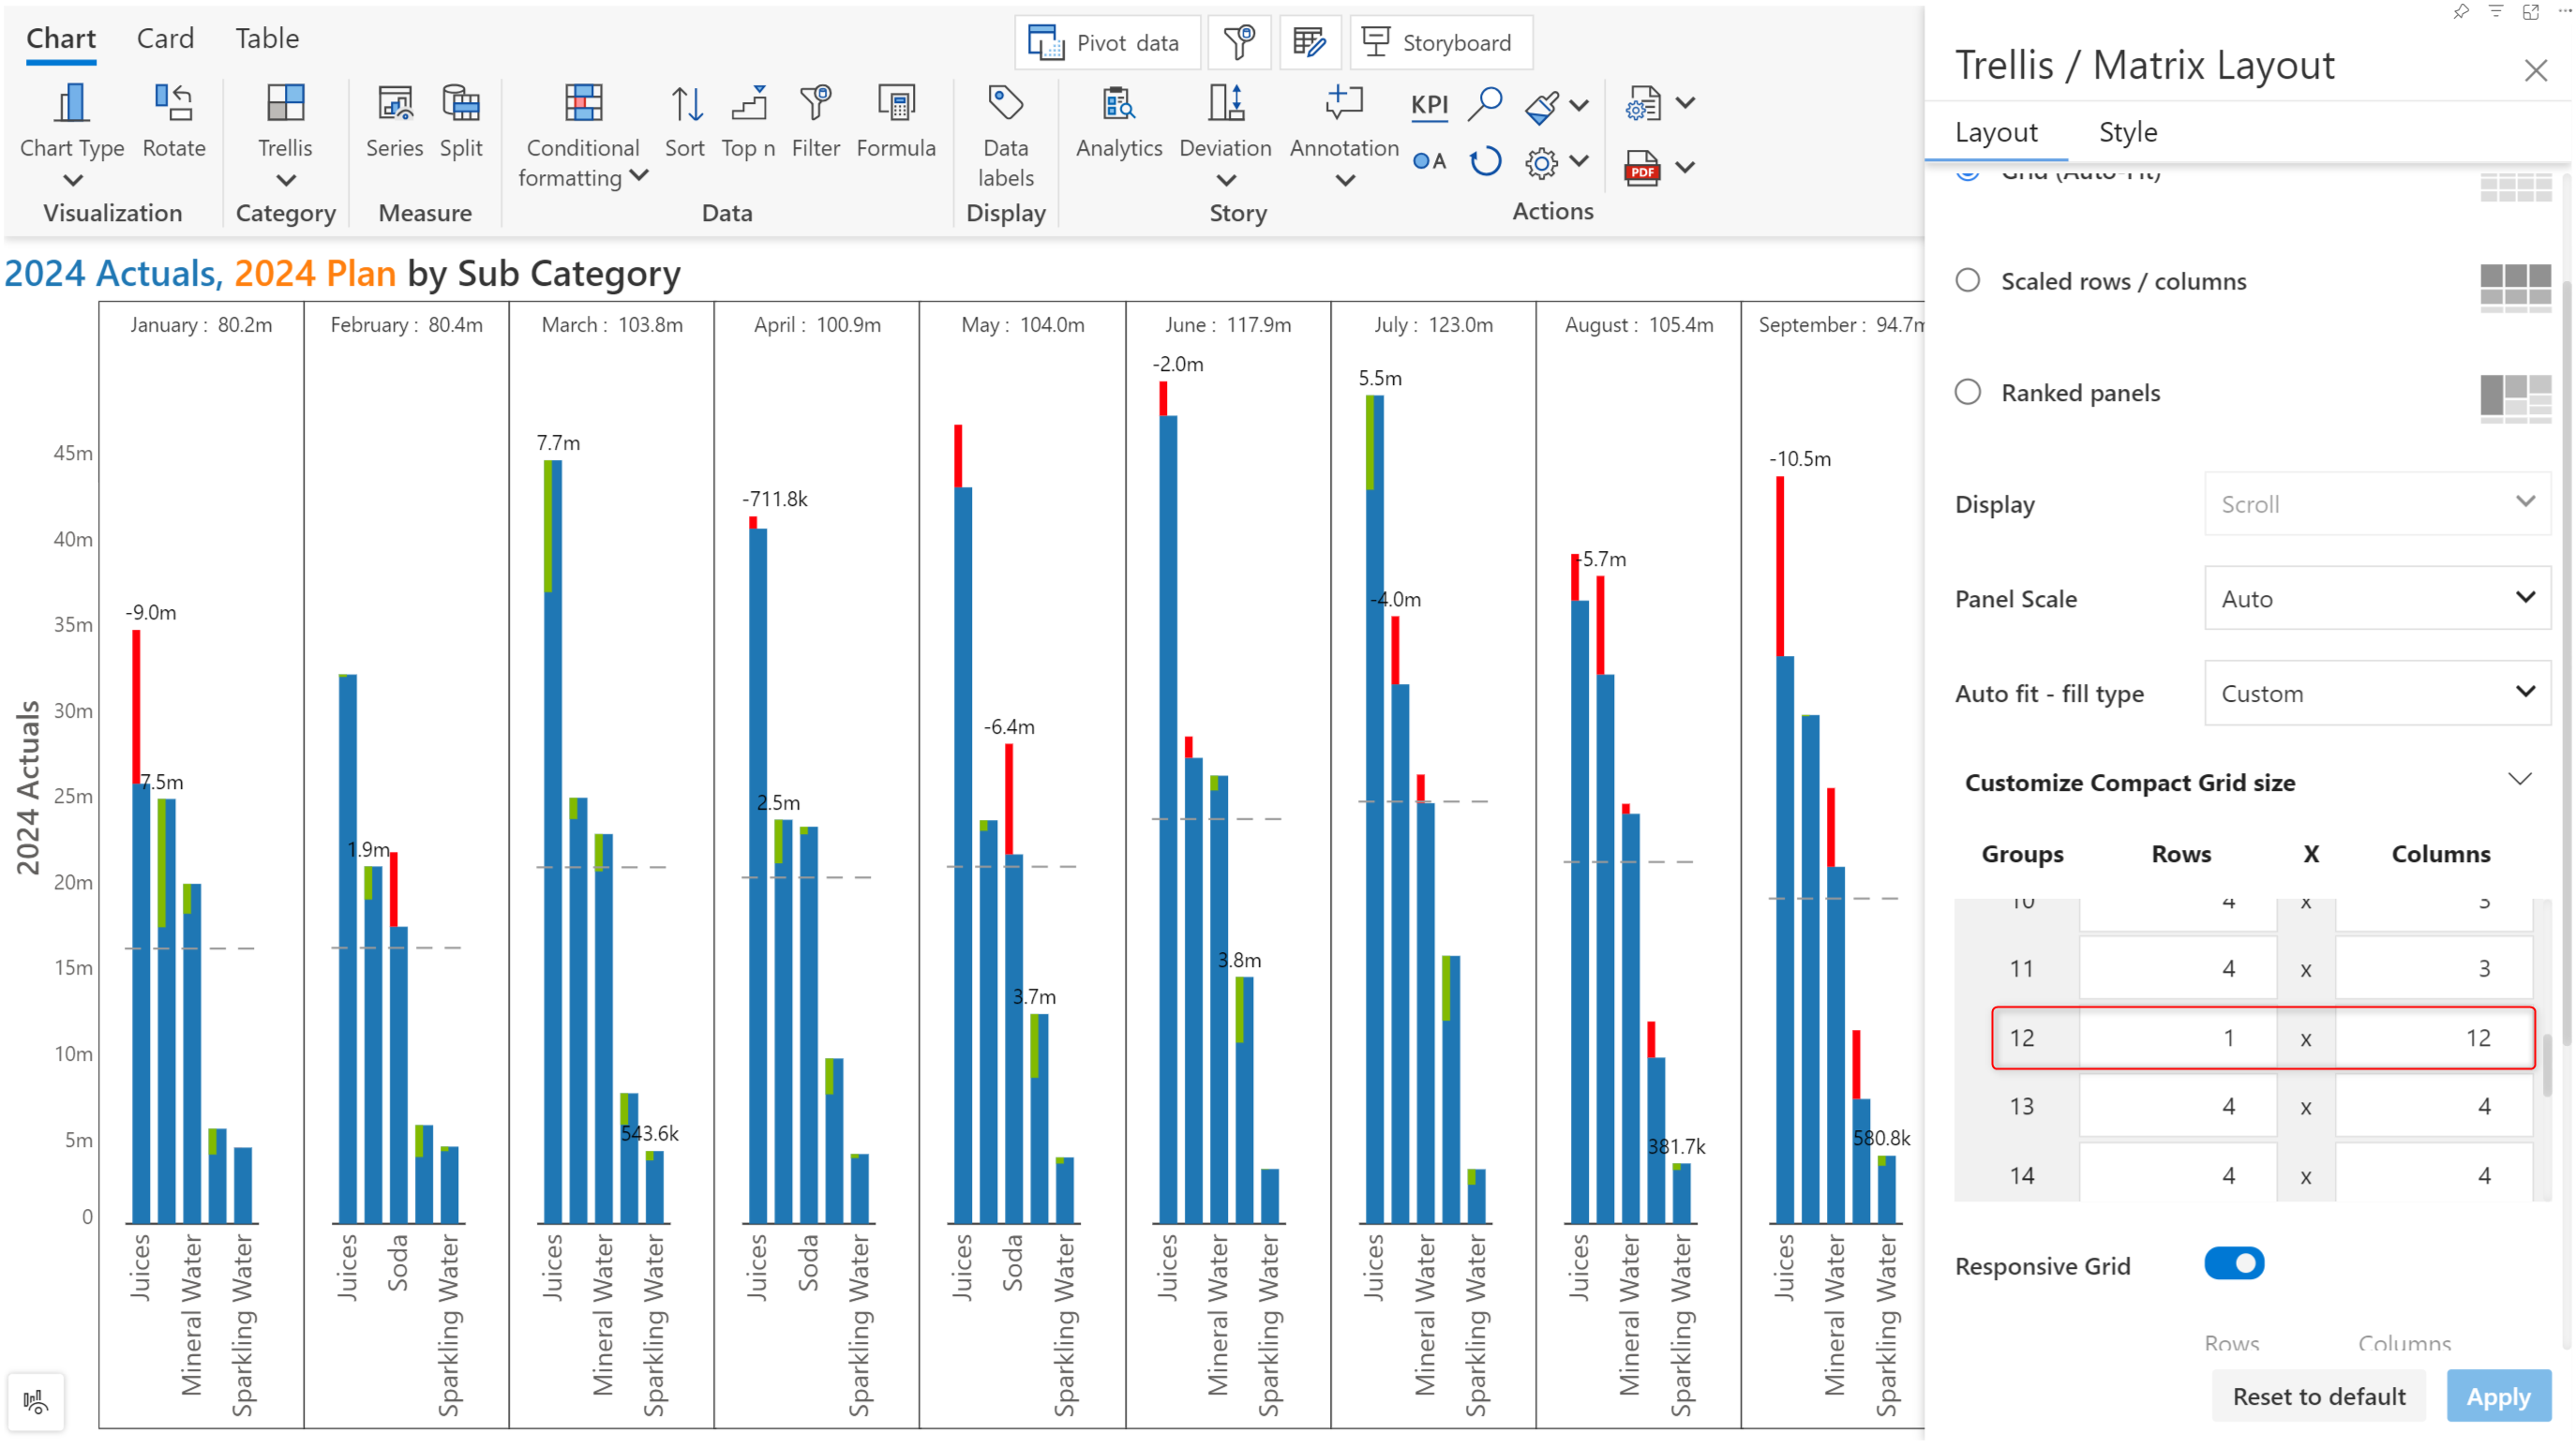 Chart Card Table
Pivot data
Storyboard
Chart Type
Rotate
Trellis
Series
Split
Conditional
formatting
Sort
Top n
Filter
Formula
Data
labels
Analytics
Deviation
Annotation
KPI
A
PDF
Visualization
Category
Measure
Data
Display
Story
Actions
2024 Actuals, 2024 Plan by Sub Category
January : 80.2m
February : 80.4m
March : 103.8m
April : 100.9m
May : 104.0m
June : 117.9m
July : 123.0m
August : 105.4m
September : 94.7m
2024 Actuals
45m
40m
35m
30m
25m
20m
15m
10m
5m
0
-9.0m
7.5m
1.9m
7.7m
543.6k
-711.8k
2.5m
-6.4m
3.7m
-2.0m
3.8m
5.5m
-4.0m
-5.7m
381.7k
-10.5m
580.8k
Juices
Mineral Water
Sparkling Water
Juices
Soda
Sparkling Water
Juices
Mineral Water
Sparkling Water
Juices
Soda
Sparkling Water
Juices
Soda
Sparkling Water
Juices
Mineral Water
Sparkling Water
Juices
Mineral Water
Sparkling Water
Juices
Mineral Water
Sparkling Water
Juices
Mineral Water
Sparkling Water
Trellis / Matrix Layout
Layout Style
Grid (Auto-Fit)
Scaled rows / columns
Ranked panels
Display Scroll
Panel Scale Auto
Auto fit - fill type Custom
Customize Compact Grid size
Groups Rows X Columns
10 4 x 3
11 4 x 3
12 1 x 12
13 4 x 4
14 4 x 4
Responsive Grid
Rows Columns
Reset to default Apply